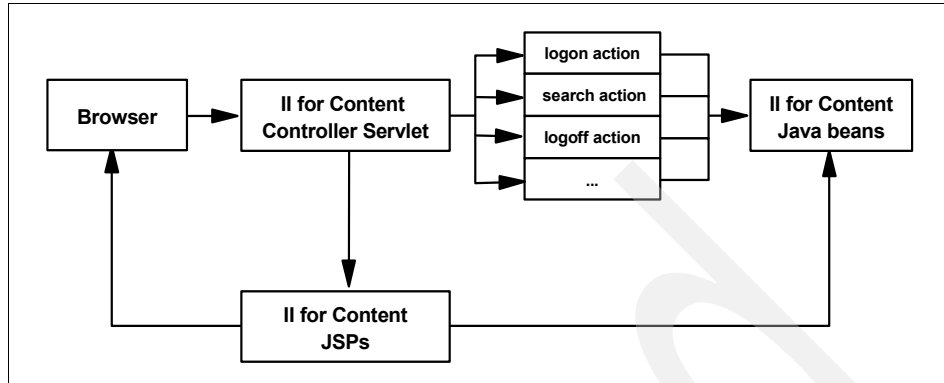 Browser
II for Content
Controller Servlet
logon action
search action
logoff action
...
II for Content
Java beans
II for Content
JSPs